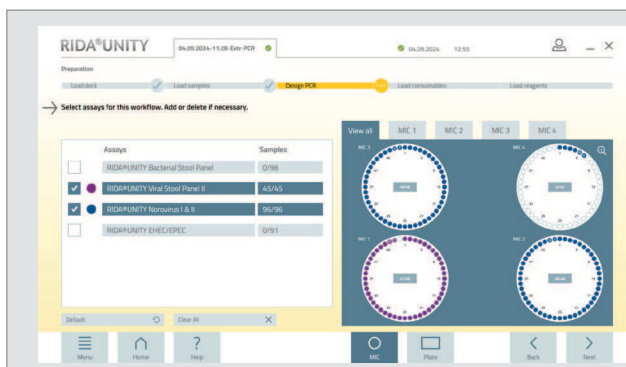 RIDA®UNITY
04.09.2024-11:28-Extr-PCR
04.09.2024 12:55
Preparation
Load deck
Load samples
Design PCR
Load consumables
Load reagents
Select assays for this workflow. Add or delete if necessary.
View all
MIC 1
MIC 2
MIC 3
MIC 4
Assays Samples
RIDA®UNITY Bacterial Stool Panel 0/96
RIDA®UNITY Viral Stool Panel II 45/45
RIDA®UNITY Norovirus I & II 96/96
RIDA®UNITY EHEC/EPEC 0/91
MIC 3
MIC 4
MIC 1
MIC 2
Default
Clear All
Menu
Home
Help
MIC
Plate
Back
Next